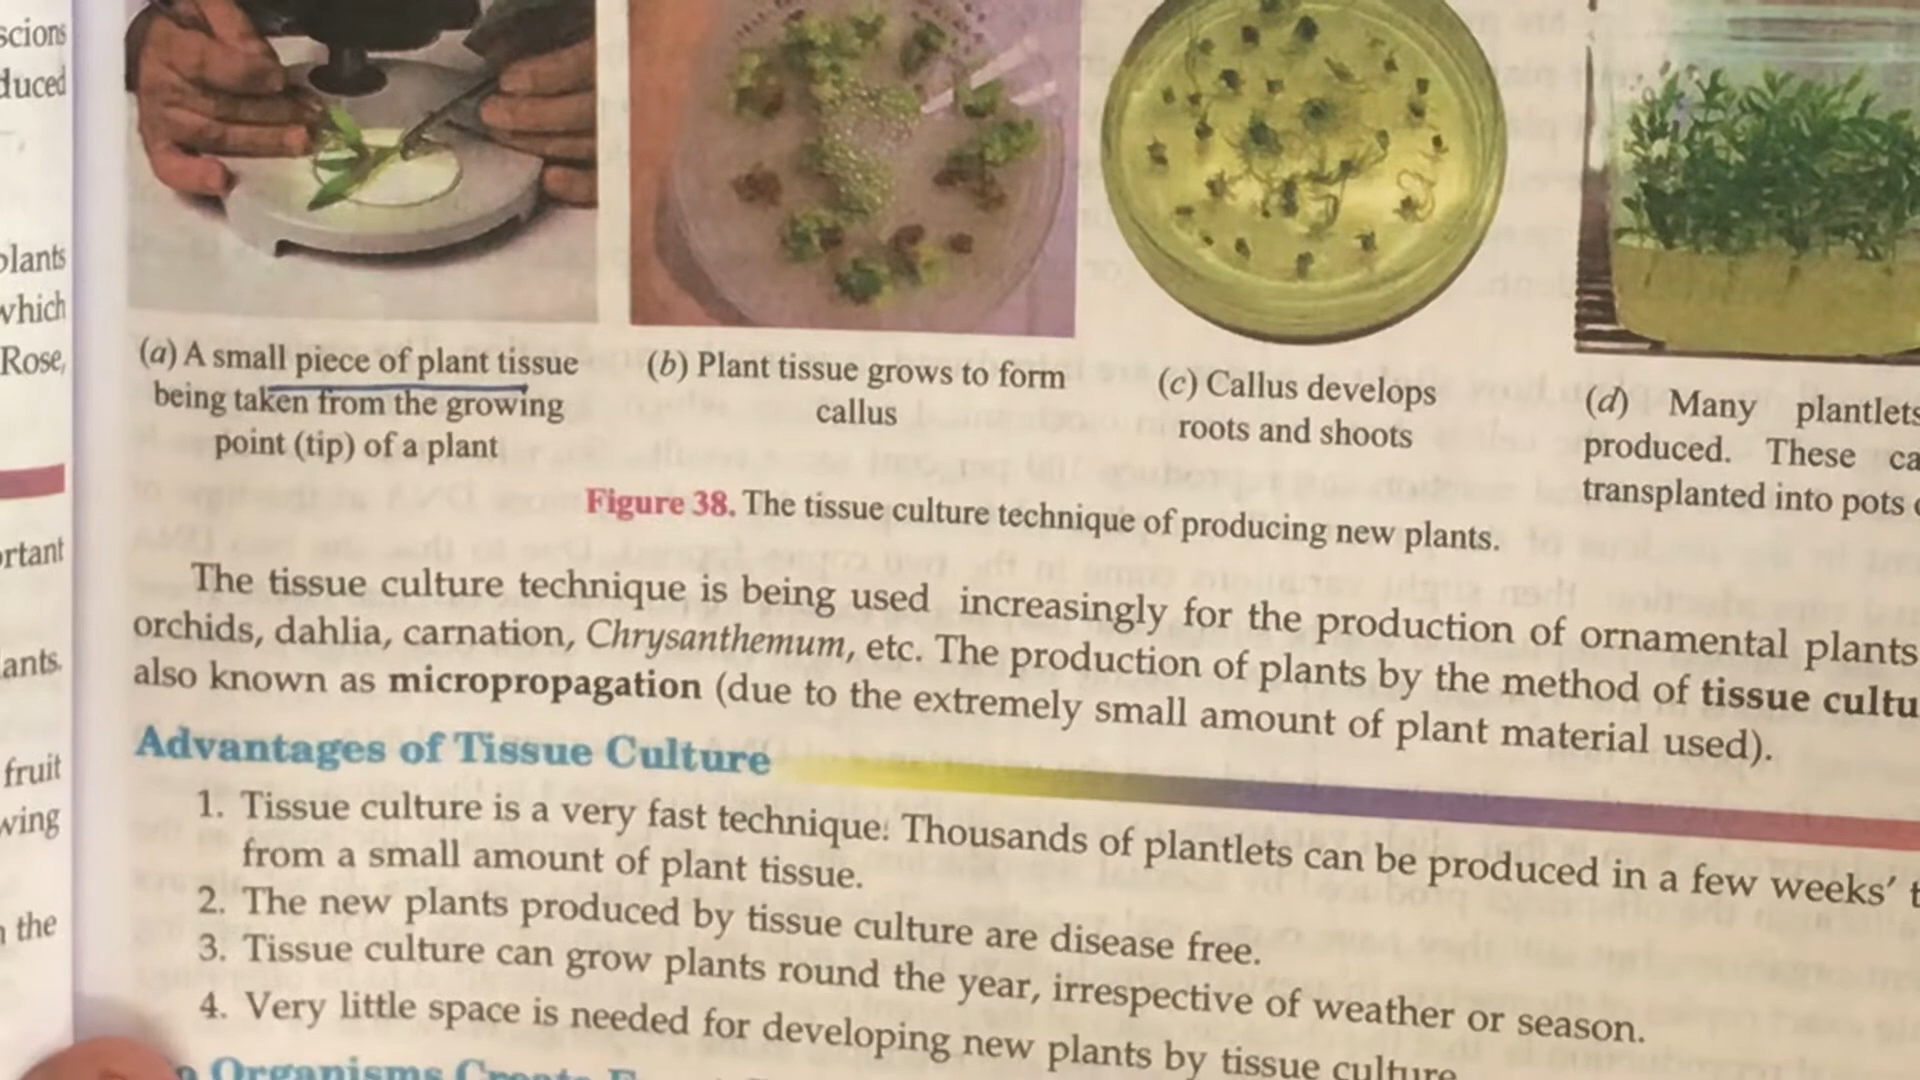 scions
duced
plants
which
Rose,
rtant
ants.
fruit
wing
the
(a) A small piece of plant tissue
being taken from the growing
point (tip) of a plant
(b) Plant tissue grows to form
callus
(c) Callus develops
roots and shoots
(d) Many plantlets
produced. These ca
transplanted into pots
Figure 38. The tissue culture technique of producing new plants.
The tissue culture technique is being used increasingly for the production of ornamental plants
orchids, dahlia, carnation, Chrysanthemum, etc. The production of plants by the method of tissue cultu
also known as micropropagation (due to the extremely small amount of plant material used).
Advantages of Tissue Culture
1. Tissue culture is a very fast technique. Thousands of plantlets can be produced in a few weeks' t
from a small amount of plant tissue.
2. The new plants produced by tissue culture are disease free.
3. Tissue culture can grow plants round the year, irrespective of weather or season.
4. Very little space is needed for developing new plants by tissue culture
Organisms Create